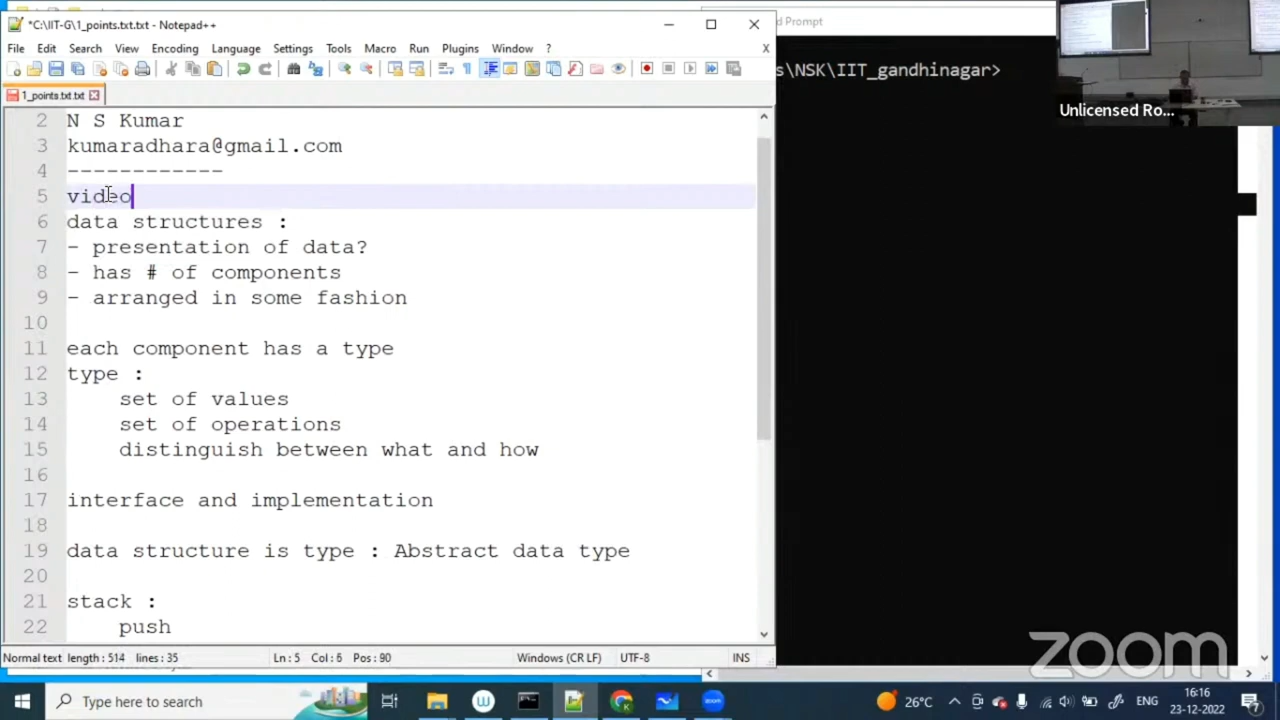 *C:\IIT-G\1_points.txt.txt - Notepad++
d Prompt
File Edit Search View Encoding Language Settings Tools Macro Run Plugins Window ? X
1_points.txt.txt
s\NSK\IIT_gandhinagar>
Unlicensed Ro...
2 N S Kumar
3 kumaradhara@gmail.com
4 ------------
5 video
6 data structures :
7 - presentation of data?
8 - has # of components
9 - arranged in some fashion
10
11 each component has a type
12 type :
13 set of values
14 set of operations
15 distinguish between what and how
16
17 interface and implementation
18
19 data structure is type : Abstract data type
20
21 stack :
22 push
zoom
Normal text length : 514 lines : 35 Ln : 5 Col : 6 Pos : 90 Windows (CR LF) UTF-8 INS
Type here to search
26°C
ENG
16:16
23-12-2022
7